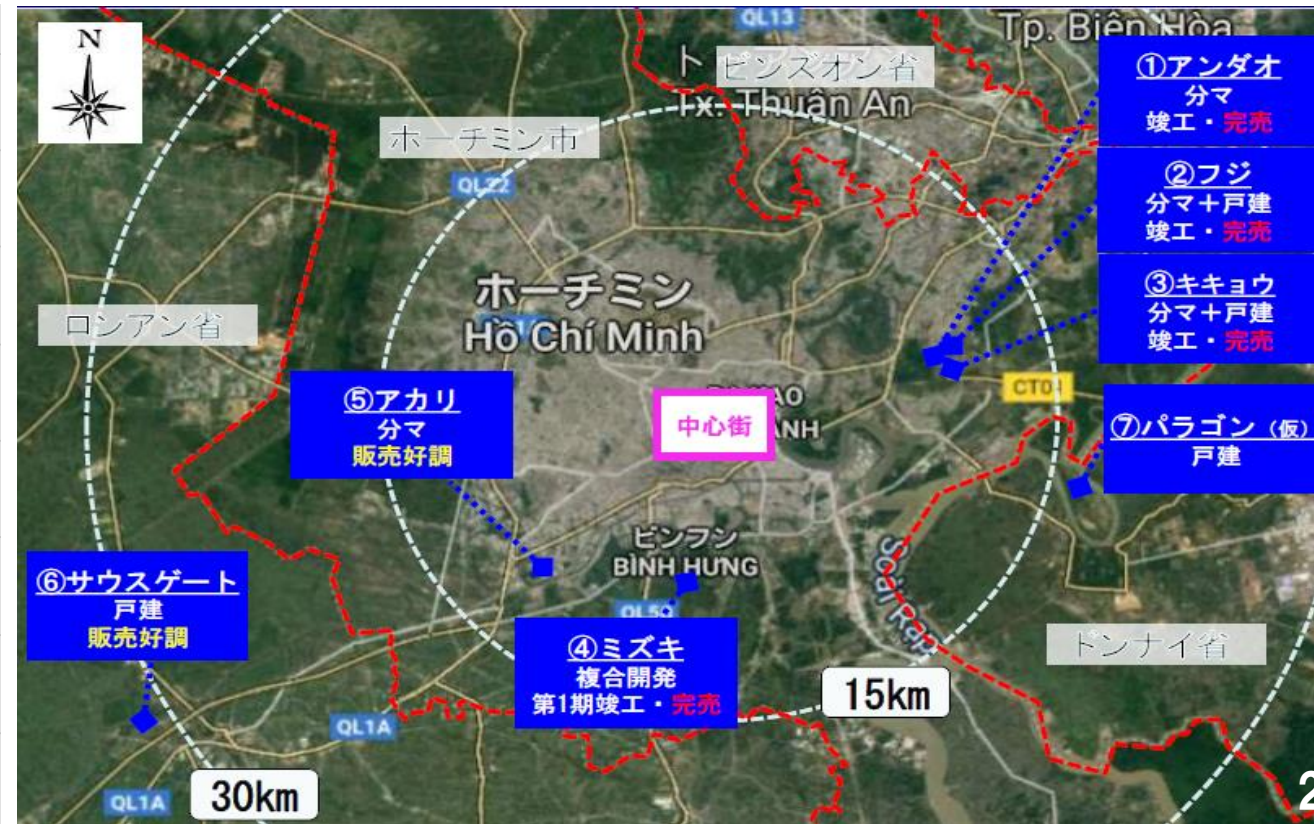 N
QL13
Tp. Biên Hòa
ト
ビンズオン省
Tx. Thuận An
ホーチミン市
QL22
①アンダオ
分マ
竣工・完売
②フジ
分マ+戸建
竣工・完売
③キキョウ
分マ+戸建
竣工・完売
ホーチミン
Hồ Chí Minh
ロンアン省
⑤アカリ
分マ
販売好調
中心街
AO
ANH
CT01
⑦パラゴン（仮）
戸建
ビンフン
BÌNH HƯNG
Soài Rạp
⑥サウスゲート
戸建
販売好調
QL50
④ミズキ
複合開発
第1期竣工・完売
ドンナイ省
15km
QL1A
QL1A
30km
2